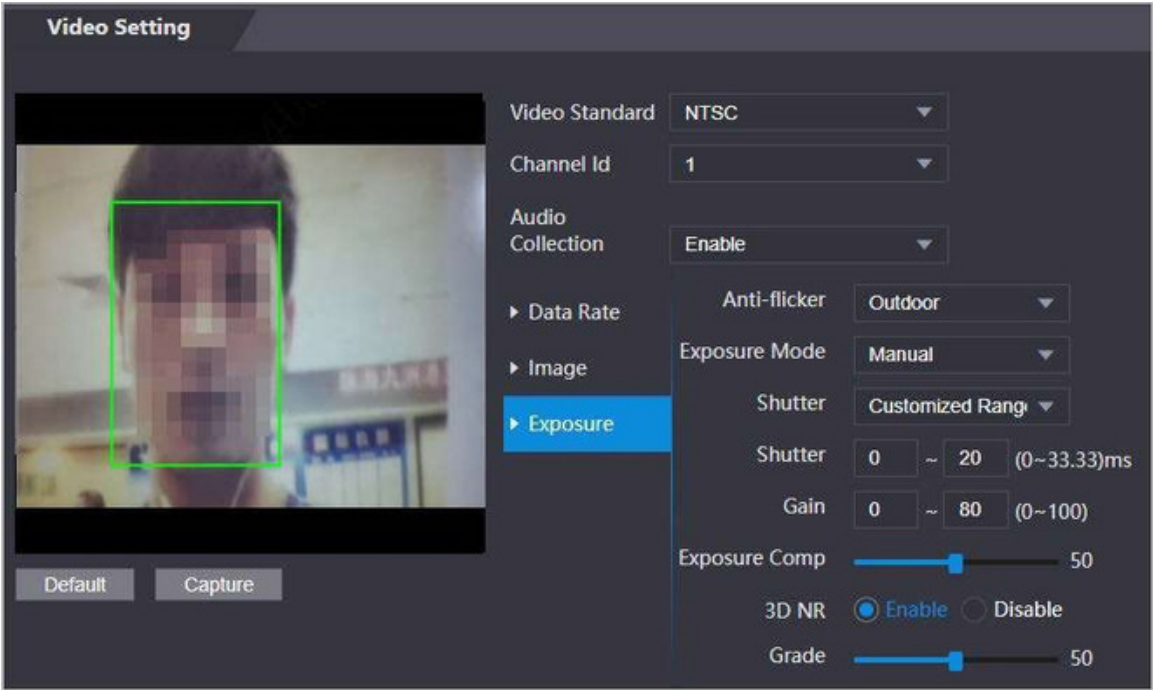 Video Setting
Video Standard NTSC
Channel Id 1
Audio
Collection Enable
Data Rate
Image
Exposure
Anti-flicker Outdoor
Exposure Mode Manual
Shutter Customized Rang
Shutter 0 ~ 20 (0~33.33)ms
Gain 0 ~ 80 (0~100)
Exposure Comp 50
3D NR Enable Disable
Grade 50
Default Capture